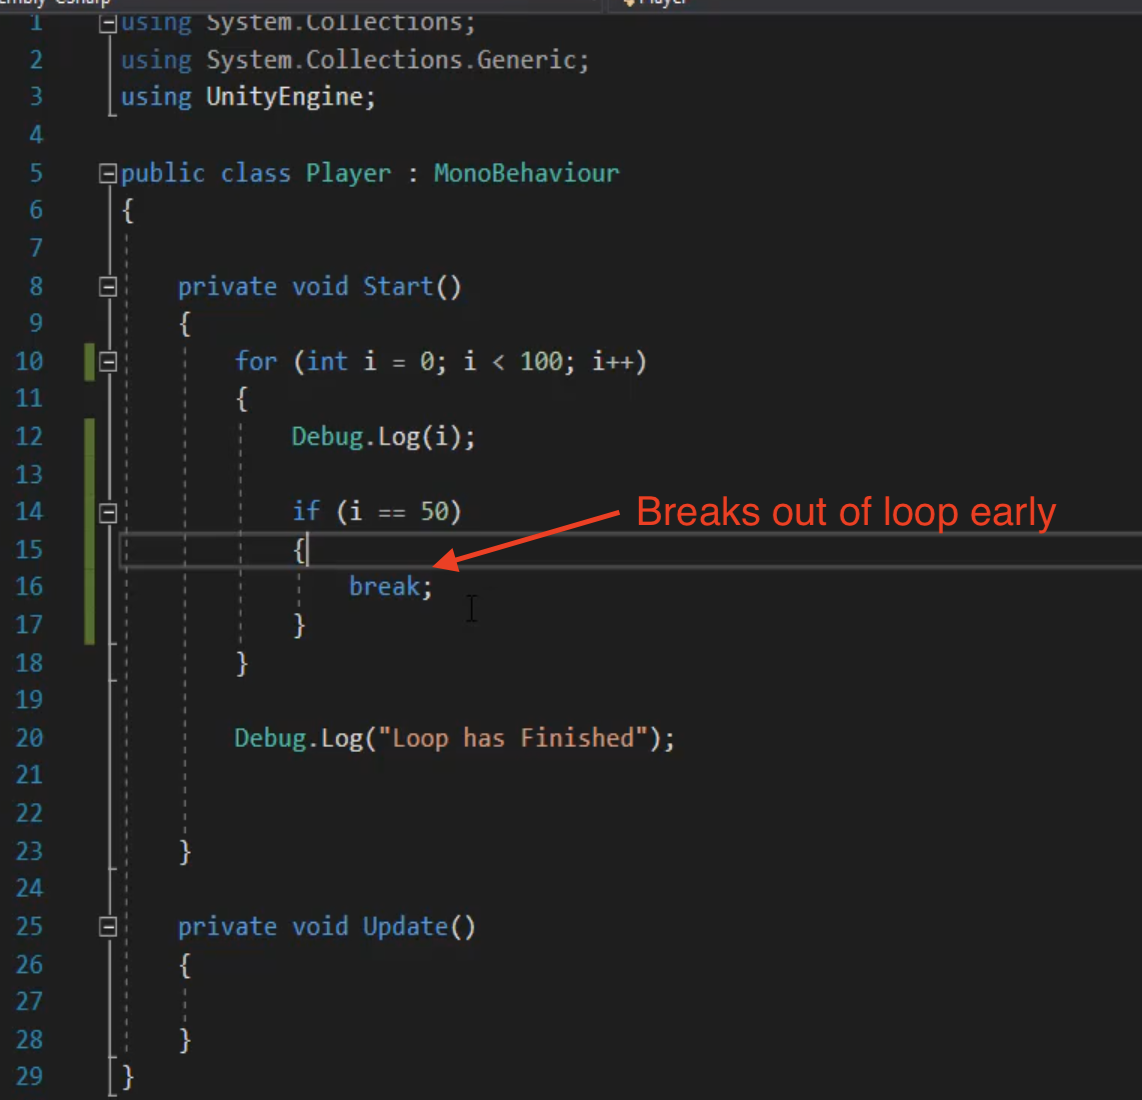 Player
1 using System.Collections;
2 using System.Collections.Generic;
3 using UnityEngine;
4
5 public class Player : MonoBehaviour
6 {
7
8 private void Start()
9 {
10 for (int i = 0; i < 100; i++)
11 {
12 Debug.Log(i);
13
14 if (i == 50) Breaks out of loop early
15 {
16 break;
17 }
18 }
19
20 Debug.Log("Loop has Finished");
21
22
23 }
24
25 private void Update()
26 {
27
28 }
29 }